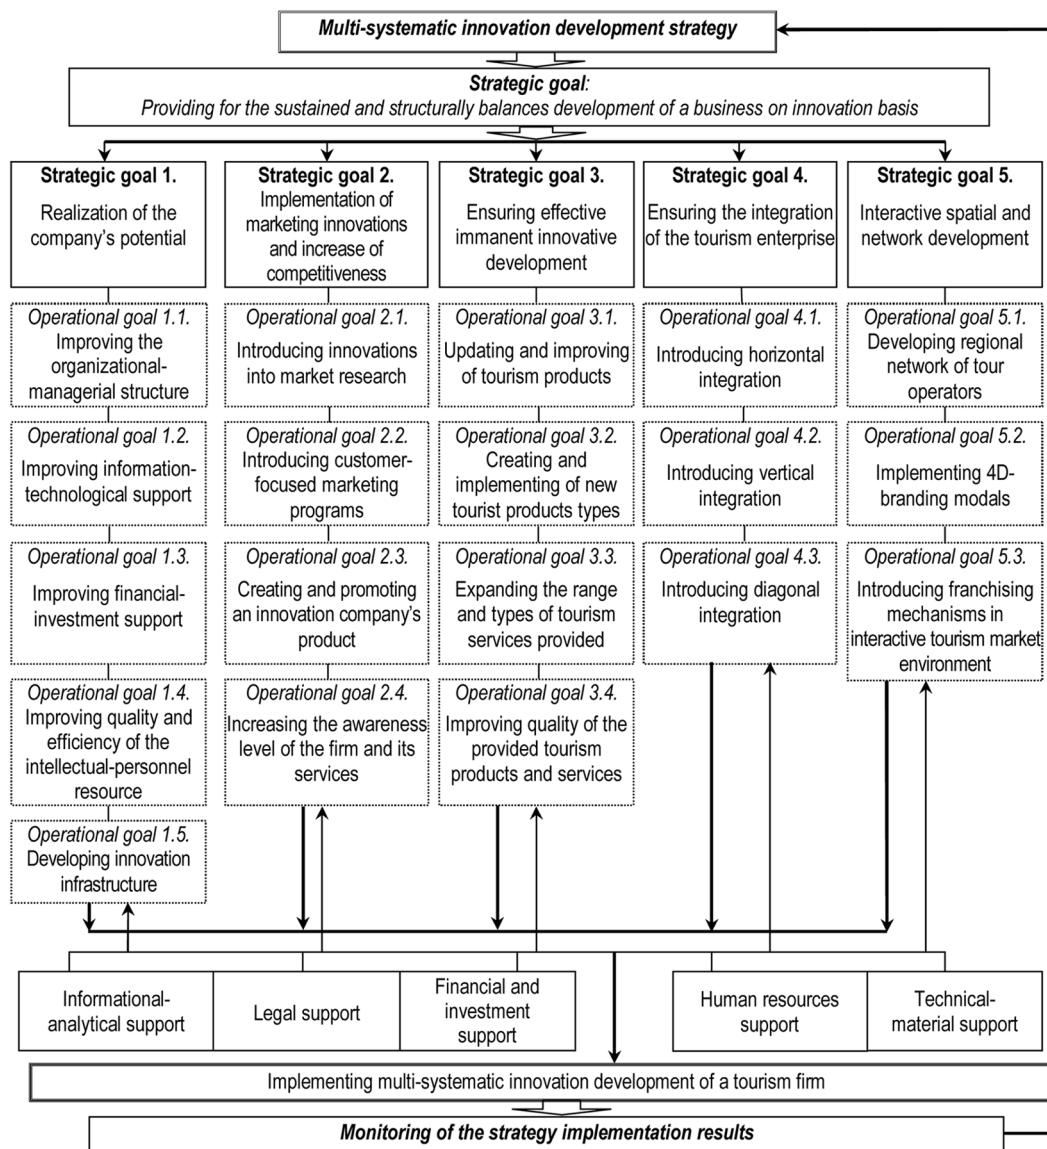 Multi-systematic innovation development strategy
Strategic goal:
Providing for the sustained and structurally balances development of a business on innovation basis
Strategic goal 1.
Realization of the
company's potential
Strategic goal 2.
Implementation of
marketing innovations
and increase of
competitiveness
Strategic goal 3.
Ensuring effective
immanent innovative
development
Strategic goal 4.
Ensuring the integration
of the tourism enterprise
Strategic goal 5.
Interactive spatial and
network development
Operational goal 1.1.
Improving the
organizational-
managerial structure
Operational goal 2.1.
Introducing innovations
into market research
Operational goal 3.1.
Updating and improving
of tourism products
Operational goal 4.1.
Introducing horizontal
integration
Operational goal 5.1.
Developing regional
network of tour
operators
Operational goal 1.2.
Improving information-
technological support
Operational goal 2.2.
Introducing customer-
focused marketing
programs
Operational goal 3.2.
Creating and
implementing of new
tourist products types
Operational goal 4.2.
Introducing vertical
integration
Operational goal 5.2.
Implementing 4D-
branding modals
Operational goal 1.3.
Improving financial-
investment support
Operational goal 2.3.
Creating and promoting
an innovation company's
product
Operational goal 3.3.
Expanding the range
and types of tourism
services provided
Operational goal 4.3.
Introducing diagonal
integration
Operational goal 5.3.
Introducing franchising
mechanisms in
interactive tourism market
environment
Operational goal 1.4.
Improving quality and
efficiency of the
intellectual-personnel
resource
Operational goal 2.4.
Increasing the awareness
level of the firm and its
services
Operational goal 3.4.
Improving quality of the
provided tourism
products and services
Operational goal 1.5.
Developing innovation
infrastructure
Informational-
analytical support
Legal support
Financial and
investment
support
Human resources
support
Technical-
material support
Implementing multi-systematic innovation development of a tourism firm
Monitoring of the strategy implementation results